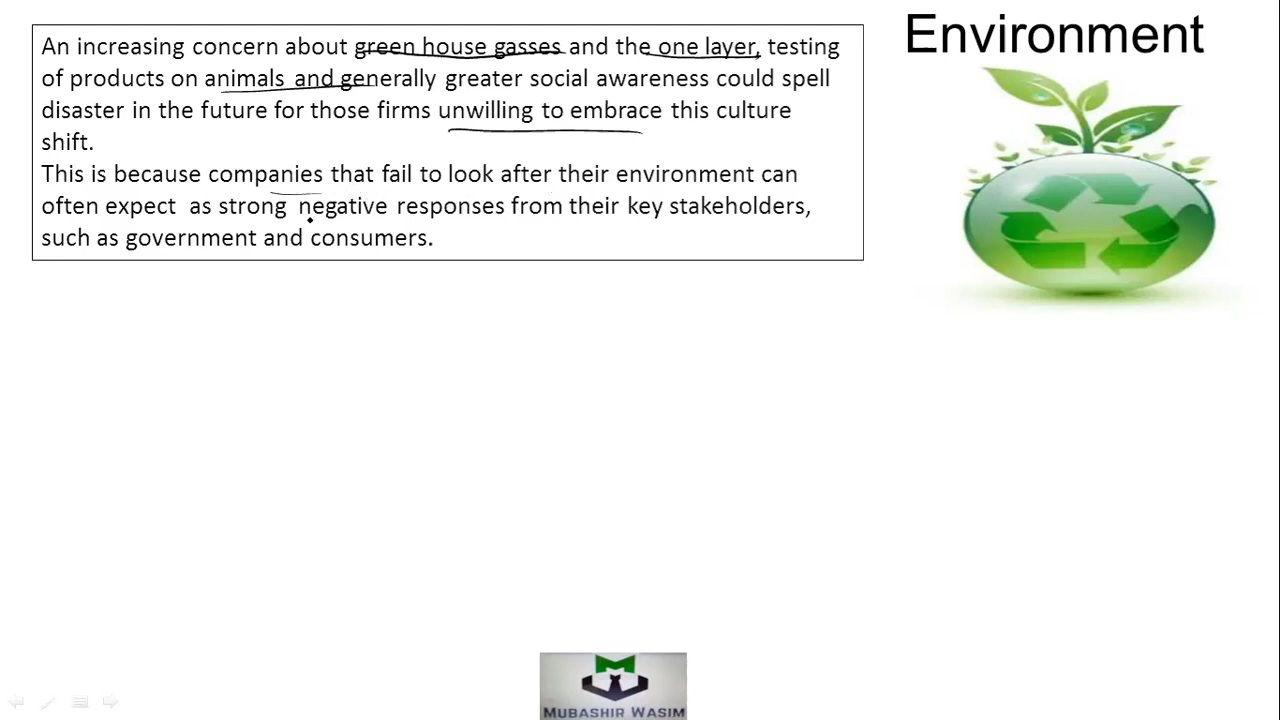 Environment
An increasing concern about green house gasses and the one layer, testing
of products on animals and generally greater social awareness could spell
disaster in the future for those firms unwilling to embrace this culture
shift.
This is because companies that fail to look after their environment can
often expect as strong negative responses from their key stakeholders,
such as government and consumers.
MUBASHIR WASIM